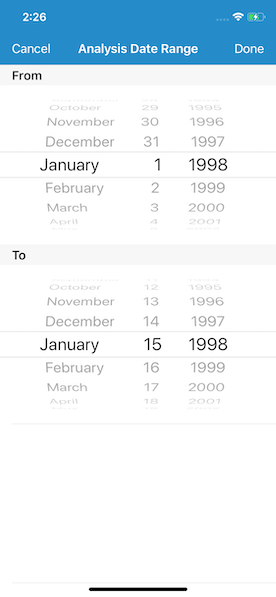 2:26
Cancel Analysis Date Range Done
From
October 29 1995
November 30 1996
December 31 1997
January 1 1998
February 2 1999
March 3 2000
April 4 2001
To
October 12 1995
November 13 1996
December 14 1997
January 15 1998
February 16 1999
March 17 2000
April 18 2001